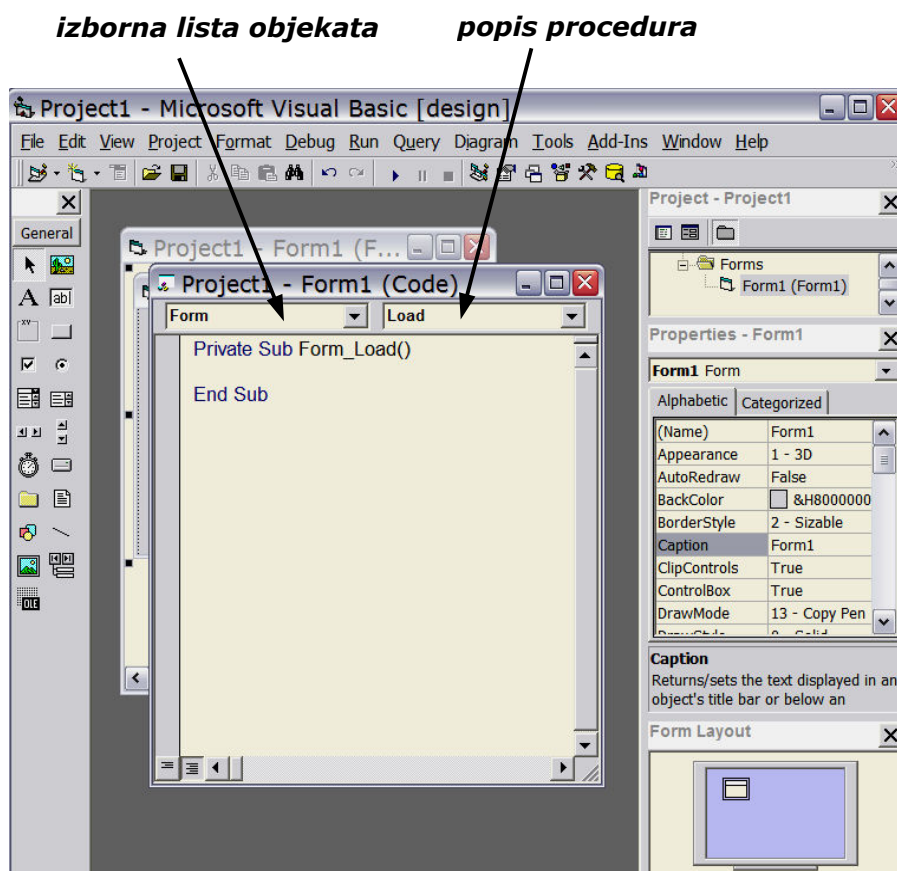 izborna lista objekata popis procedura
Project1 - Microsoft Visual Basic [design]
File Edit View Project Format Debug Run Query Diagram Tools Add-Ins Window Help
General
Project1 - Form1 (F...
Project1 - Form1 (Code)
Form Load
Private Sub Form_Load()
End Sub
Project - Project1
Forms
Form1 (Form1)
Properties - Form1
Form1 Form
Alphabetic Categorized
(Name) Form1
Appearance 1 - 3D
AutoRedraw False
BackColor &H8000000
BorderStyle 2 - Sizable
Caption Form1
ClipControls True
ControlBox True
DrawMode 13 - Copy Pen
Caption
Returns/sets the text displayed in an
object's title bar or below an
Form Layout
A
ab
XY
OLE